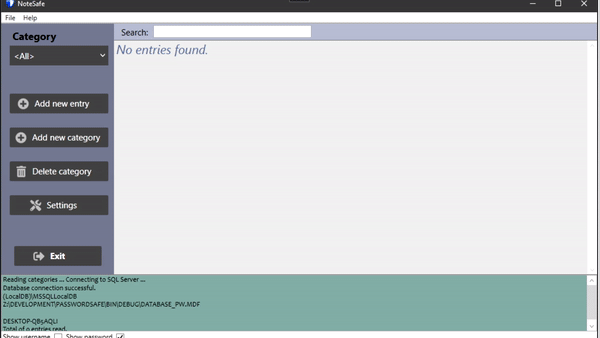 NoteSafe
File Help
Category
Search:
<All>
No entries found.
Add new entry
Add new category
Delete category
Settings
Exit
Reading categories ... Connecting to SQL Server ...
Database connection successful.
(LocalDB)\MSSQLLocalDB
Z:\DEVELOPMENT\PASSWORDSAFE\BIN\DEBUG\DATABASE_PW.MDF
DESKTOP-QB5AQLI
Total of 0 entries read.
Show username Show password